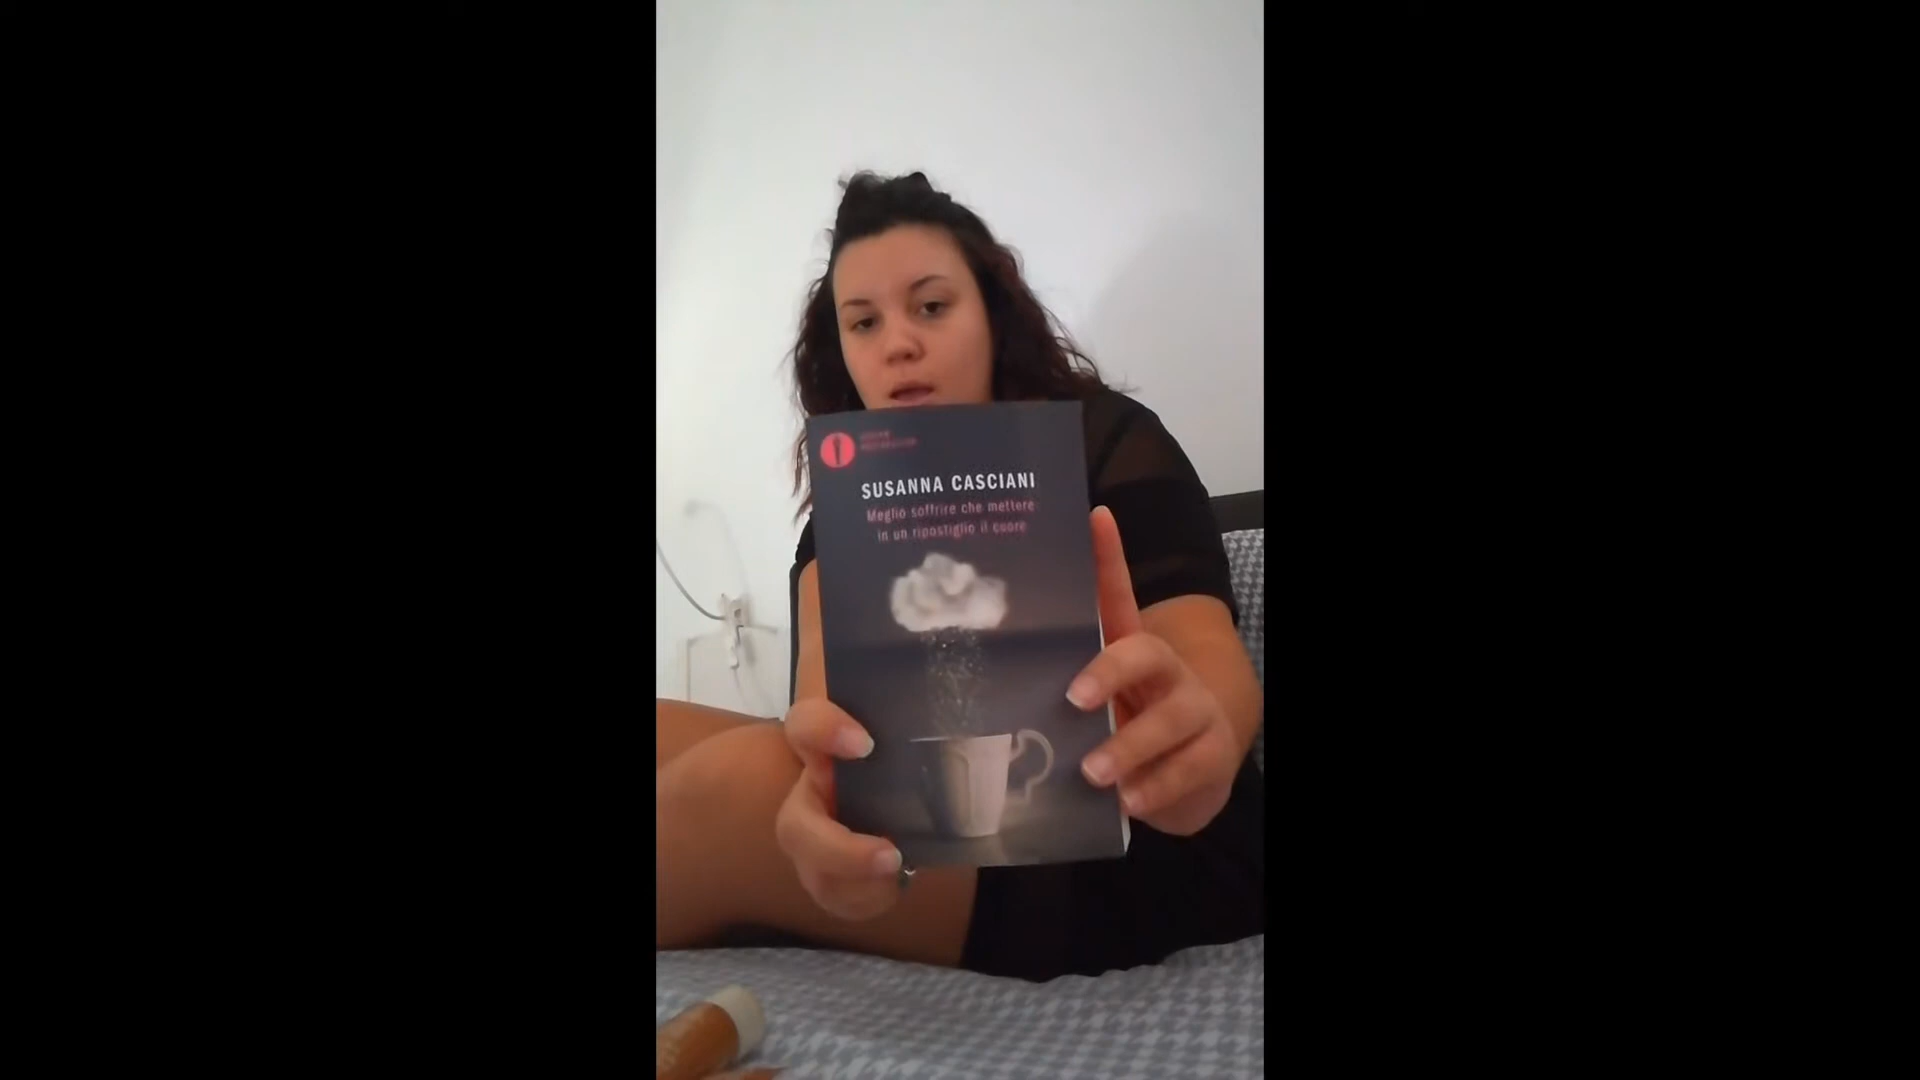 SUSANNA CASCIANI
Meglio soffrire che mettere
in un ripostiglio il cuore